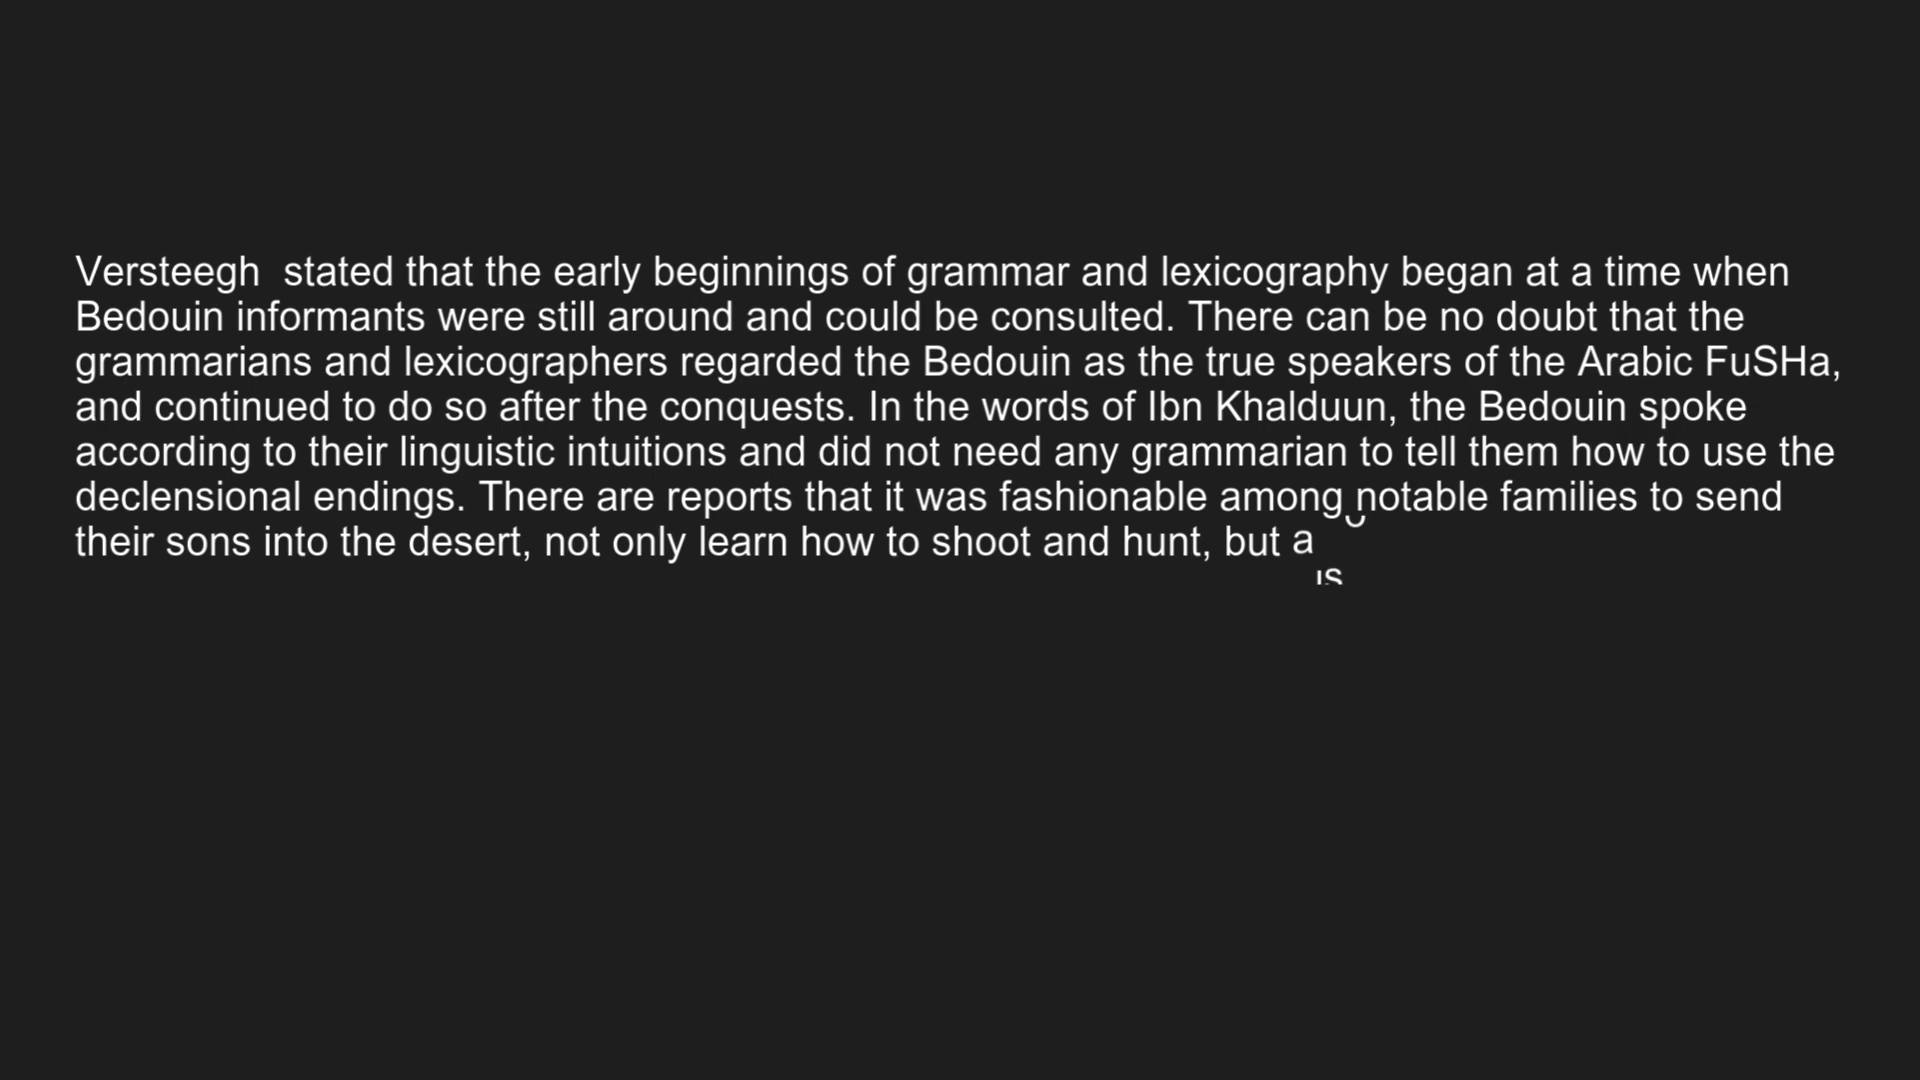 Versteegh  stated that the early beginnings of grammar and lexicography began at a time when
Bedouin informants were still around and could be consulted. There can be no doubt that the
grammarians and lexicographers regarded the Bedouin as the true speakers of the Arabic FuSHa,
and continued to do so after the conquests. In the words of Ibn Khalduun, the Bedouin spoke
according to their linguistic intuitions and did not need any grammarian to tell them how to use the
declensional endings. There are reports that it was fashionable among notable families to send
their sons into the desert, not only learn how to shoot and hunt, but